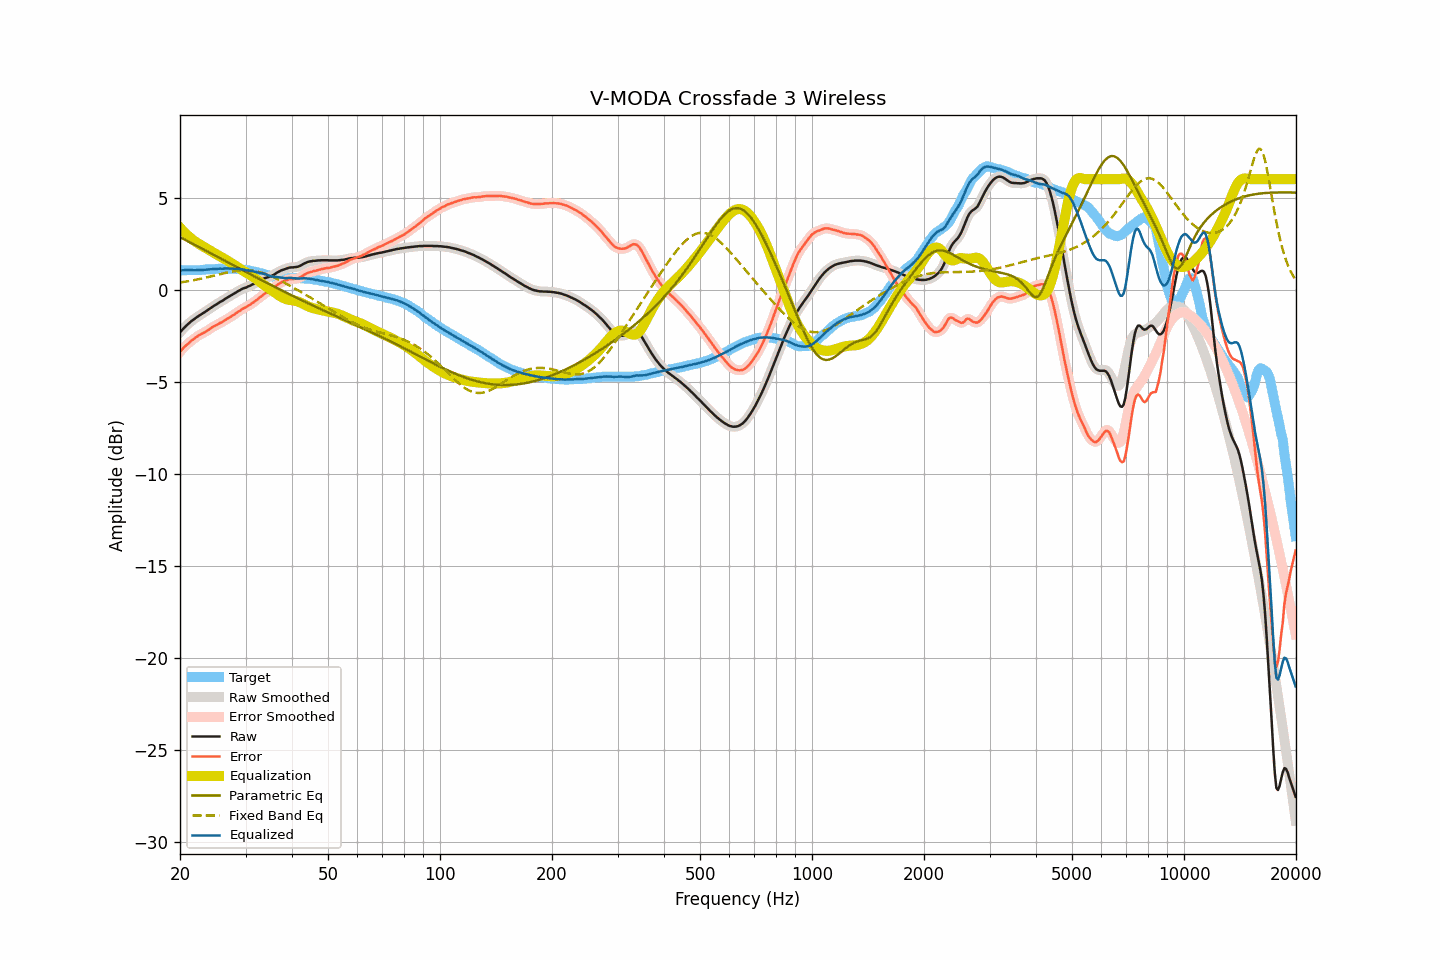 V-MODA Crossfade 3 Wireless
5
0
−5
−10
−15
−20
−25
−30
Amplitude (dBr)
Target
Raw Smoothed
Error Smoothed
Raw
Error
Equalization
Parametric Eq
Fixed Band Eq
Equalized
20 50 100 200 500 1000 2000 5000 10000 20000
Frequency (Hz)